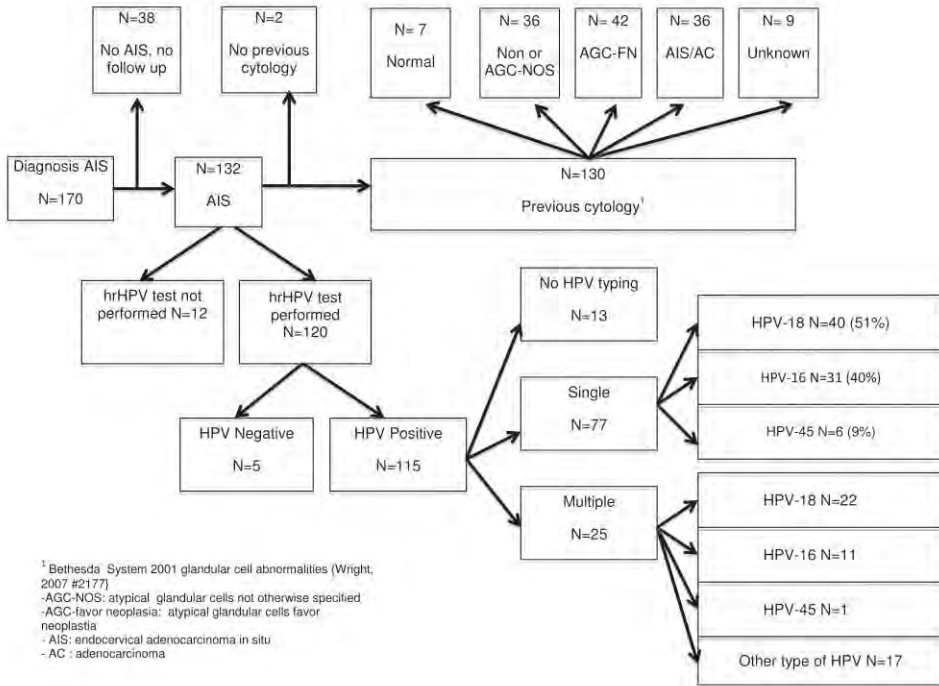 N=38
No AIS, no
follow up
N=2
No previous
cytology
N= 7
Normal
N= 36
Non or
AGC-NOS
N= 42
AGC-FN
N= 36
AIS/AC
N= 9
Unknown
Diagnosis AIS
N=170
N=132
AIS
N=130
Previous cytology¹
hrHPV test not
performed N=12
hrHPV test
performed
N=120
No HPV typing
N=13
HPV Negative
N=5
HPV Positive
N=115
Single
N=77
HPV-18 N=40 (51%)
HPV-16 N=31 (40%)
HPV-45 N=6 (9%)
Multiple
N=25
HPV-18 N=22
HPV-16 N=11
HPV-45 N=1
Other type of HPV N=17
¹ Bethesda System 2001 glandular cell abnormalities {Wright,
2007 #2177}
-AGC-NOS: atypical glandular cells not otherwise specified
-AGC-favor neoplasia: atypical glandular cells favor
neoplastia
- AIS: endocervical adenocarcinoma in situ
- AC : adenocarcinoma